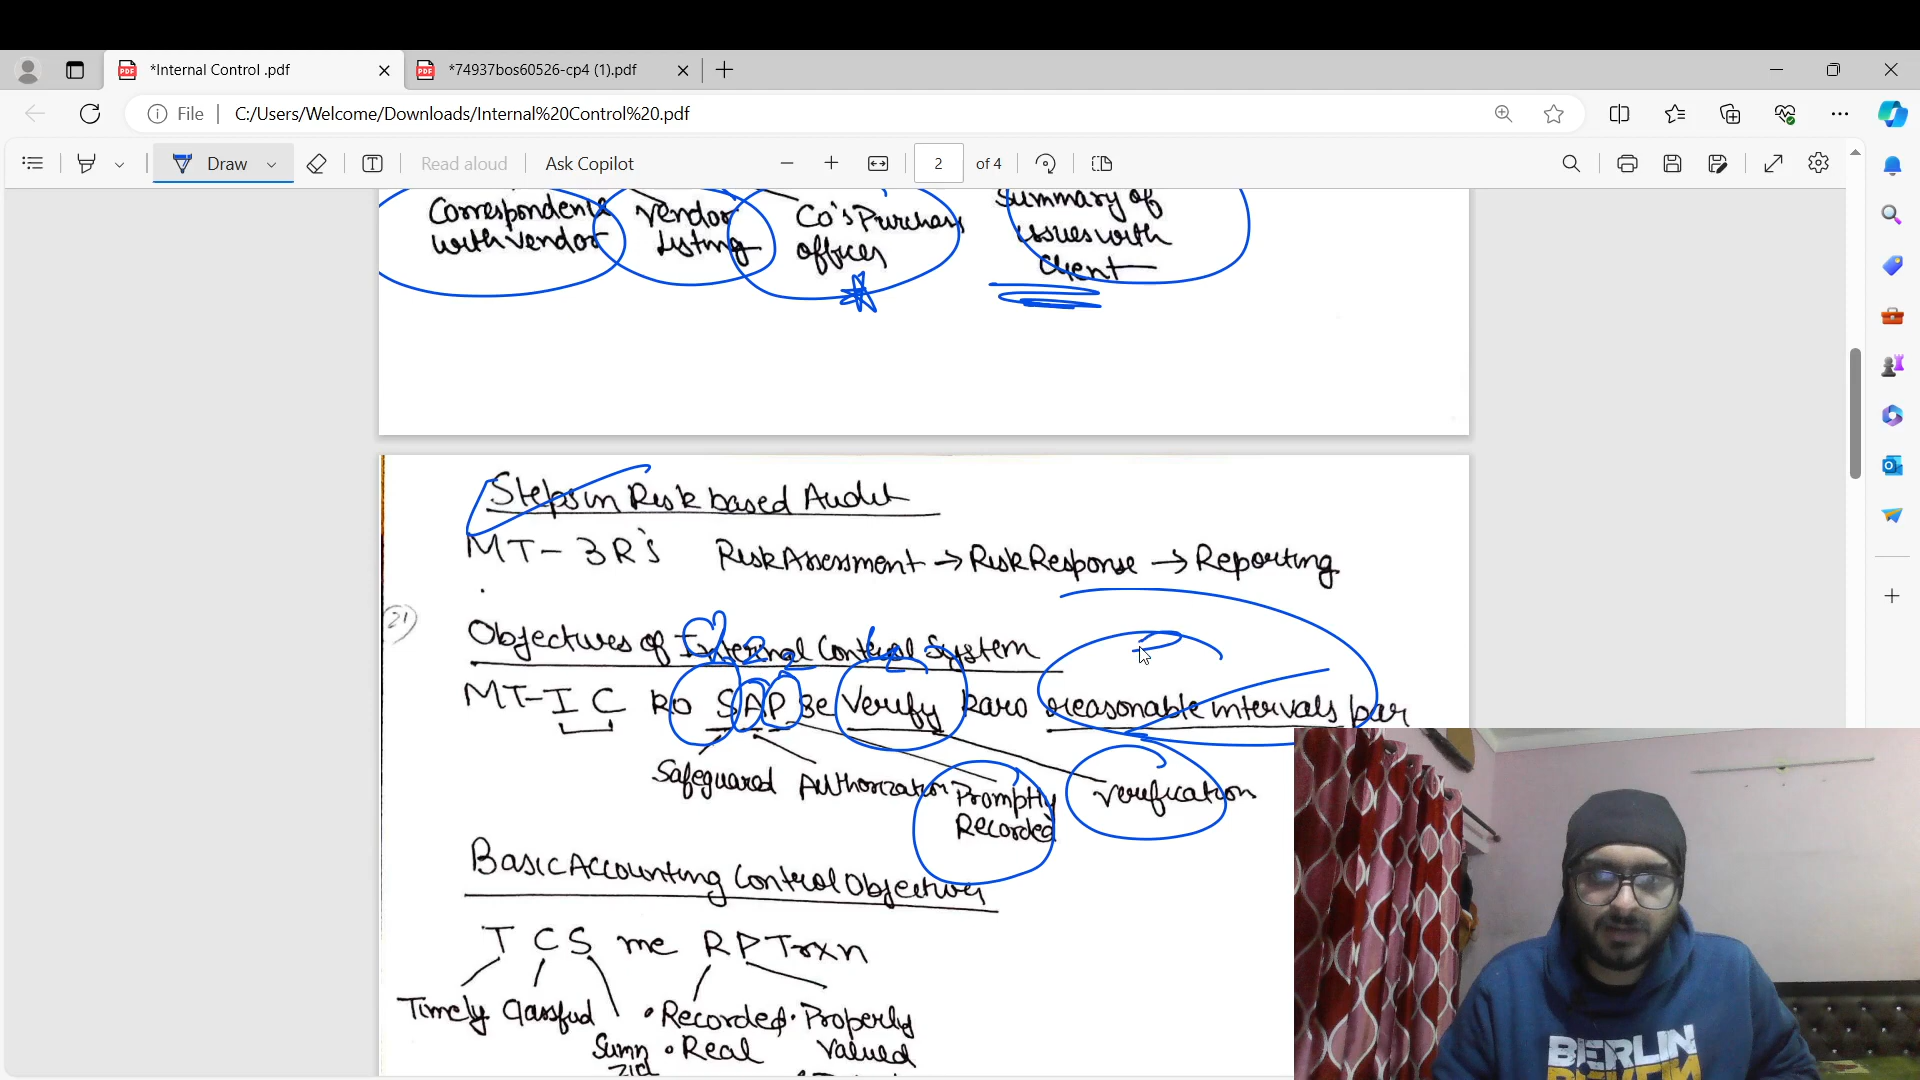 *Internal Control .pdf
*74937bos60526-cp4 (1).pdf
File
C:/Users/Welcome/Downloads/Internal%20Control%20.pdf
Draw
Read aloud
Ask Copilot
2
of 4
Correspondence with Vendor
Vendor Listing
Co's Purchase officer
Summary of issues with Client
Steps in Risk based Audit
MT- 3R's Risk Assessment → Risk Response → Reporting
21
Objectives of Internal Control System
MT- I C ko SAP se Verify karo reasonable intervals par
Safeguard Authorization Promptly Recorded Verification
Basic Accounting Control Objectives
T C S me R P Trxn
Timely Classified • Recorded • Properly
Summ • Real Valued
BERLIN